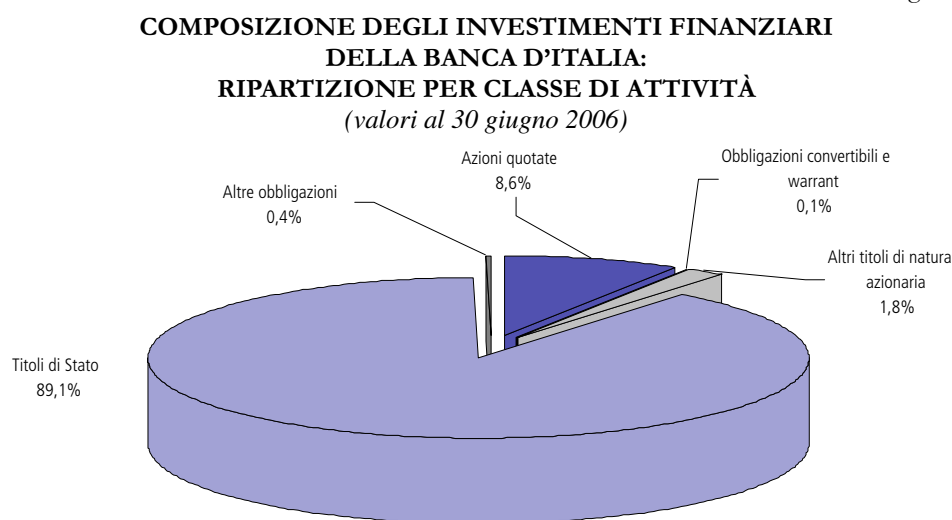 COMPOSIZIONE DEGLI INVESTIMENTI FINANZIARI
DELLA BANCA D'ITALIA:
RIPARTIZIONE PER CLASSE DI ATTIVITÀ
(valori al 30 giugno 2006)
Azioni quotate
8,6%
Obbligazioni convertibili e
warrant
0,1%
Altre obbligazioni
0,4%
Altri titoli di natura
azionaria
1,8%
Titoli di Stato
89,1%